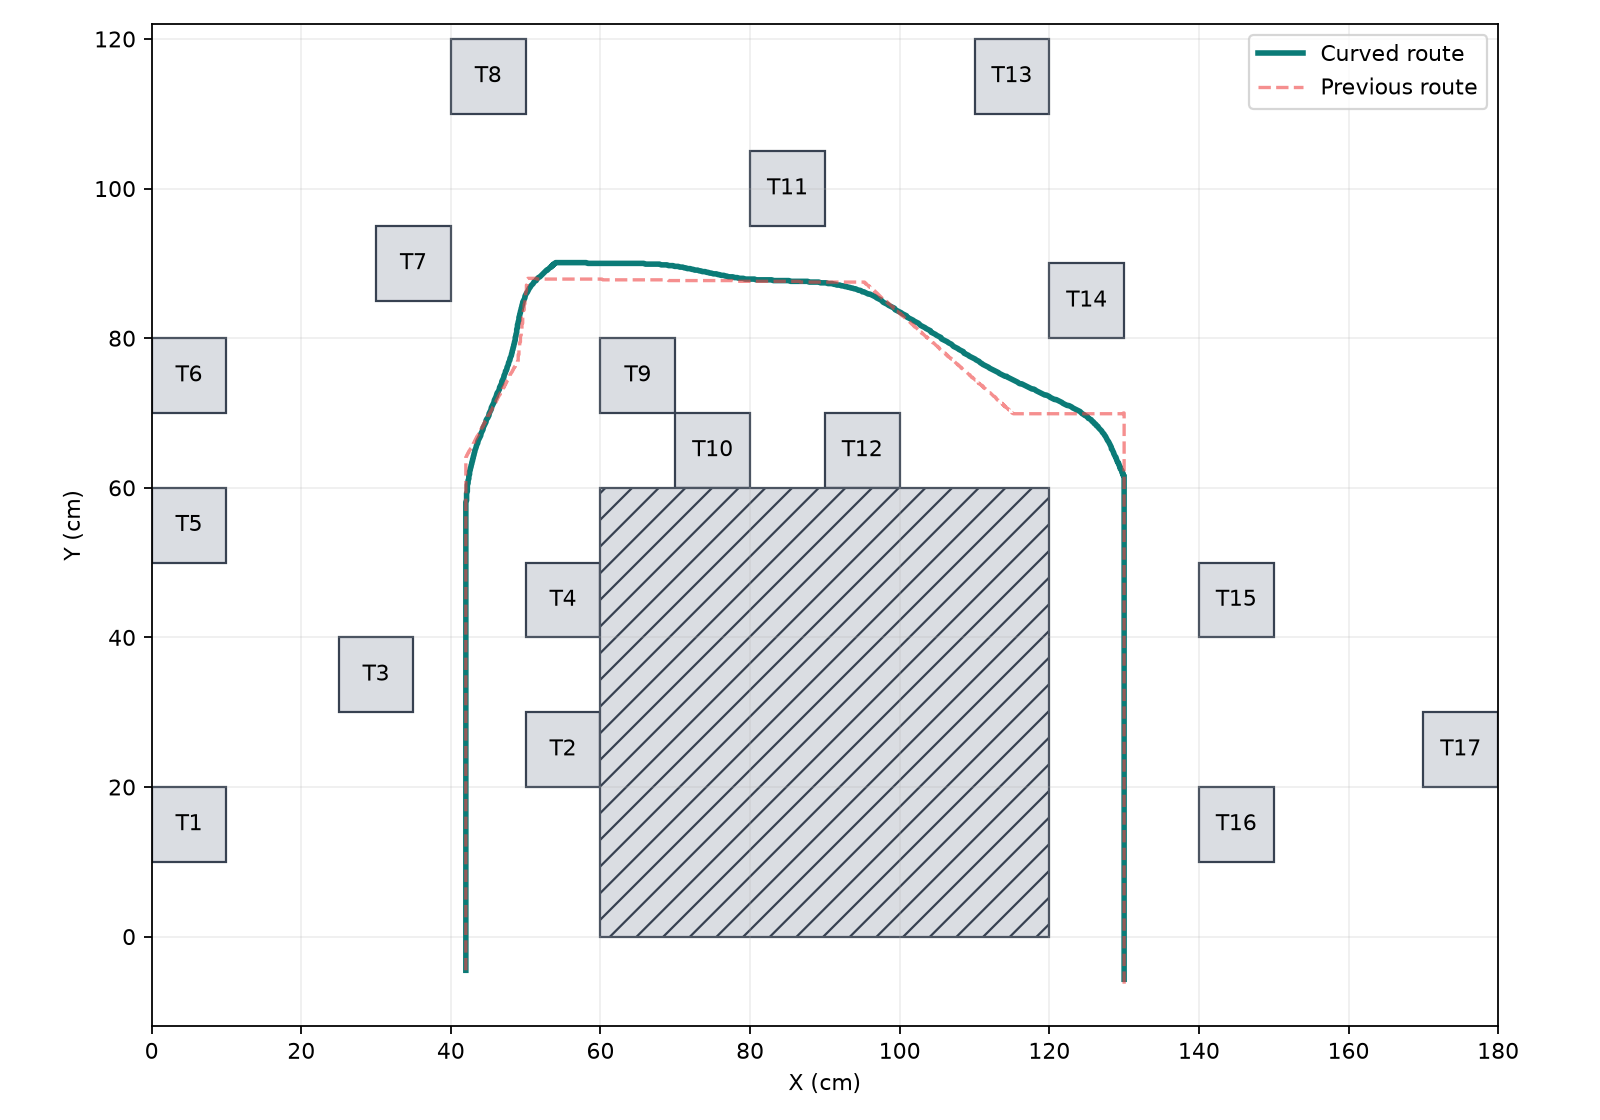 120
T8
T13
Curved route
Previous route
T11
100
T7
T14
80
T9
T6
T10
T12
60
T5
Y (cm)
T4
T15
40
T3
T2
T17
20
T1
T16
0
0 20 40 60 80 100 120 140 160 180
X (cm)